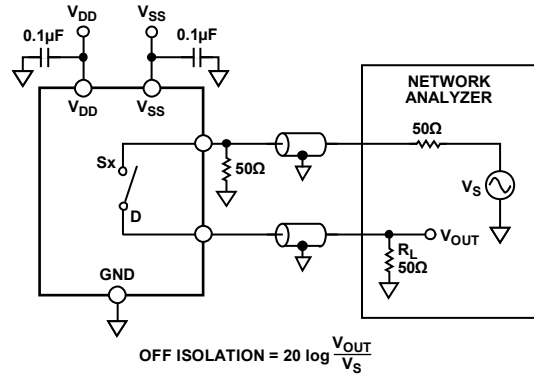 VDD
VSS
0.1µF
0.1µF
VDD
VSS
NETWORK
ANALYZER
50Ω
Sx
50Ω
VS
D
VOUT
RL
50Ω
GND
OFF ISOLATION = 20 log VOUT/VS